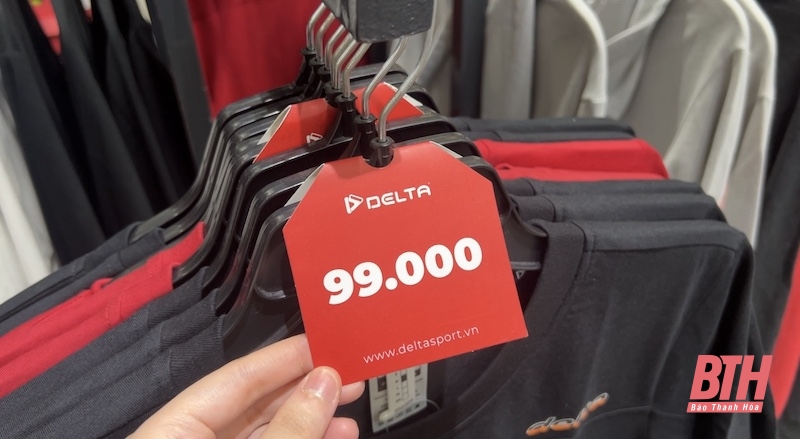 DELTA
99.000
www.deltasport.vn
BTH
Báo Thanh Hóa